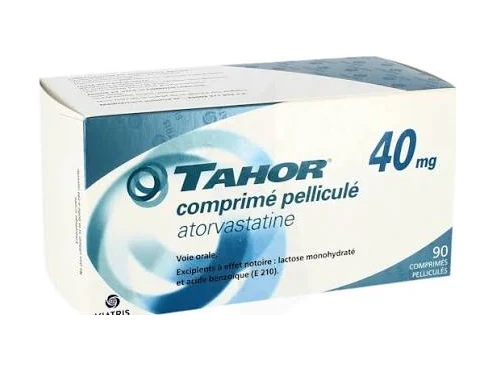 TAHOR®
40 mg
comprimé pelliculé
atorvastatine
Voie orale.
Excipients à effet notoire : lactose monohydraté
et acide benzoïque (E 210).
90
COMPRIMÉS
PELLICULÉS
VIATRIS